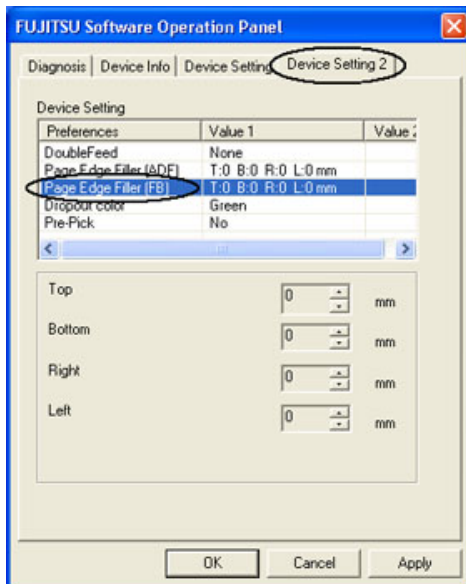 FUJITSU Software Operation Panel
Diagnosis Device Info Device Setting Device Setting 2
Device Setting
Preferences Value 1 Value 2
DoubleFeed None
Page Edge Filler (ADF) T:0 B:0 R:0 L:0 mm
Page Edge Filler (FB) T:0 B:0 R:0 L:0 mm
Dropout color Green
Pre-Pick No
Top 0 mm
Bottom 0 mm
Right 0 mm
Left 0 mm
OK Cancel Apply